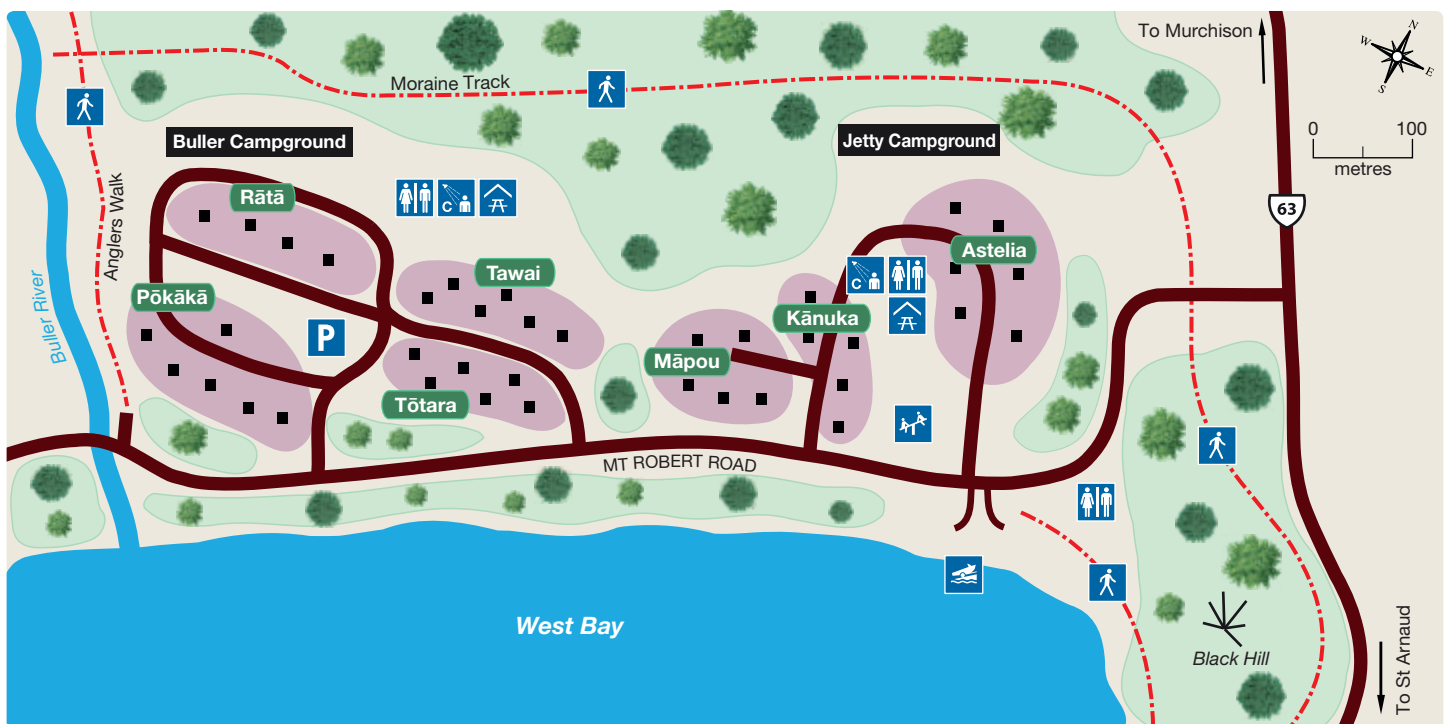 To Murchison
N
W
E
S
0 100
metres
Moraine Track
Buller Campground
Jetty Campground
Anglers Walk
Rātā
C
63
Astelia
Tawai
Pōkākā
Buller River
C
Kānuka
P
Māpou
Tōtara
MT ROBERT ROAD
West Bay
Black Hill
To St Arnaud